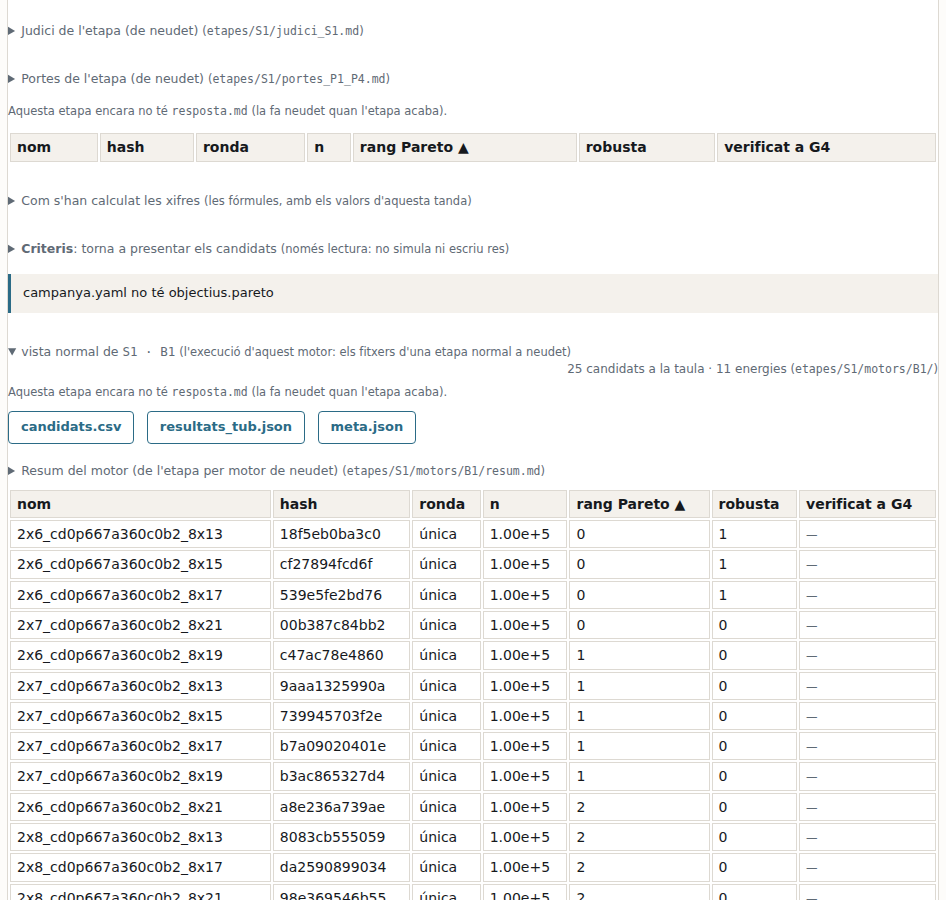 ▶ Judici de l'etapa (de neudet) (etapes/S1/judici_S1.md)
▶ Portes de l'etapa (de neudet) (etapes/S1/portes_P1_P4.md)
Aquesta etapa encara no té resposta.md (la fa neudet quan l'etapa acaba).
nom hash ronda n rang Pareto ▲ robusta verificat a G4
▶ Com s'han calculat les xifres (les fórmules, amb els valors d'aquesta tanda)
▶ Criteris: torna a presentar els candidats (només lectura: no simula ni escriu res)
campanya.yaml no té objectius.pareto
▼ vista normal de S1 · B1 (l'execució d'aquest motor: els fitxers d'una etapa normal a neudet)
25 candidats a la taula · 11 energies (etapes/S1/motors/B1/)
Aquesta etapa encara no té resposta.md (la fa neudet quan l'etapa acaba).
candidats.csv resultats_tub.json meta.json
▶ Resum del motor (de l'etapa per motor de neudet) (etapes/S1/motors/B1/resum.md)
nom hash ronda n rang Pareto ▲ robusta verificat a G4
2x6_cd0p667a360c0b2_8x13 18f5eb0ba3c0 única 1.00e+5 0 1 —
2x6_cd0p667a360c0b2_8x15 cf27894fcd6f única 1.00e+5 0 1 —
2x6_cd0p667a360c0b2_8x17 539e5fe2bd76 única 1.00e+5 0 1 —
2x7_cd0p667a360c0b2_8x21 00b387c84bb2 única 1.00e+5 0 0 —
2x6_cd0p667a360c0b2_8x19 c47ac78e4860 única 1.00e+5 1 0 —
2x7_cd0p667a360c0b2_8x13 9aaa1325990a única 1.00e+5 1 0 —
2x7_cd0p667a360c0b2_8x15 739945703f2e única 1.00e+5 1 0 —
2x7_cd0p667a360c0b2_8x17 b7a09020401e única 1.00e+5 1 0 —
2x7_cd0p667a360c0b2_8x19 b3ac865327d4 única 1.00e+5 1 0 —
2x6_cd0p667a360c0b2_8x21 a8e236a739ae única 1.00e+5 2 0 —
2x8_cd0p667a360c0b2_8x13 8083cb555059 única 1.00e+5 2 0 —
2x8_cd0p667a360c0b2_8x17 da2590899034 única 1.00e+5 2 0 —
2x8_cd0p667a360c0b2_8x21 98e369546b55 única 1.00e+5 2 0 —